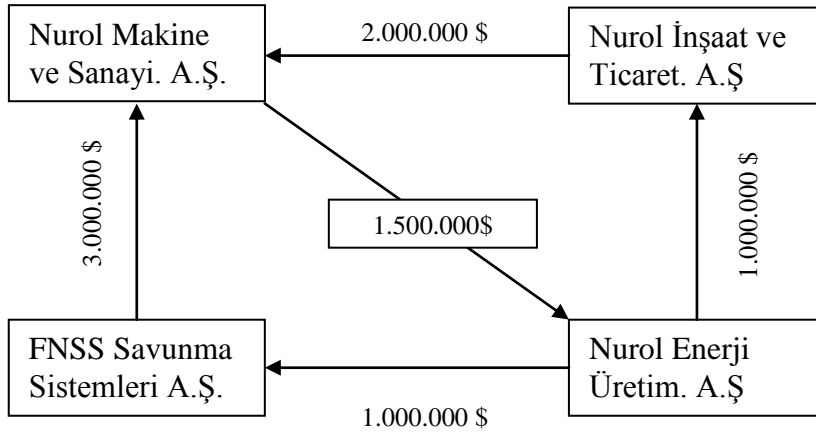 Nurol Makine
ve Sanayi. A.Ş.
2.000.000 $
Nurol İnşaat ve
Ticaret. A.Ş
3.000.000 $
1.500.000$
1.000.000 $
FNSS Savunma
Sistemleri A.Ş.
1.000.000 $
Nurol Enerji
Üretim. A.Ş